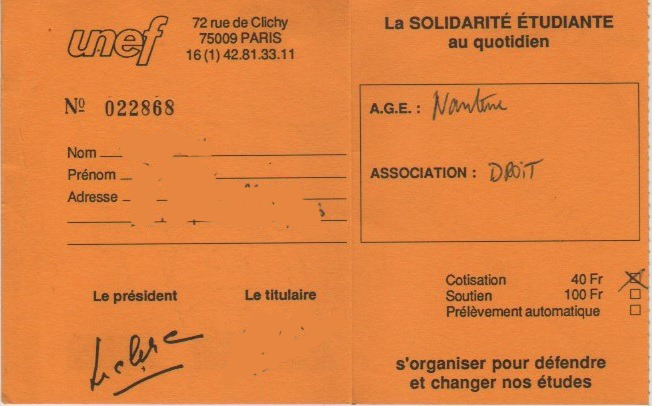 unef
72 rue de Clichy
75009 PARIS
16 (1) 42.81.33.11
Nº 022868
Nom
Prénom
Adresse
Le président
Le titulaire
Leclerc
La SOLIDARITÉ ÉTUDIANTE
au quotidien
A.G.E. : Nanterre
ASSOCIATION : DROIT
Cotisation 40 Fr
Soutien 100 Fr
Prélèvement automatique
s'organiser pour défendre
et changer nos études